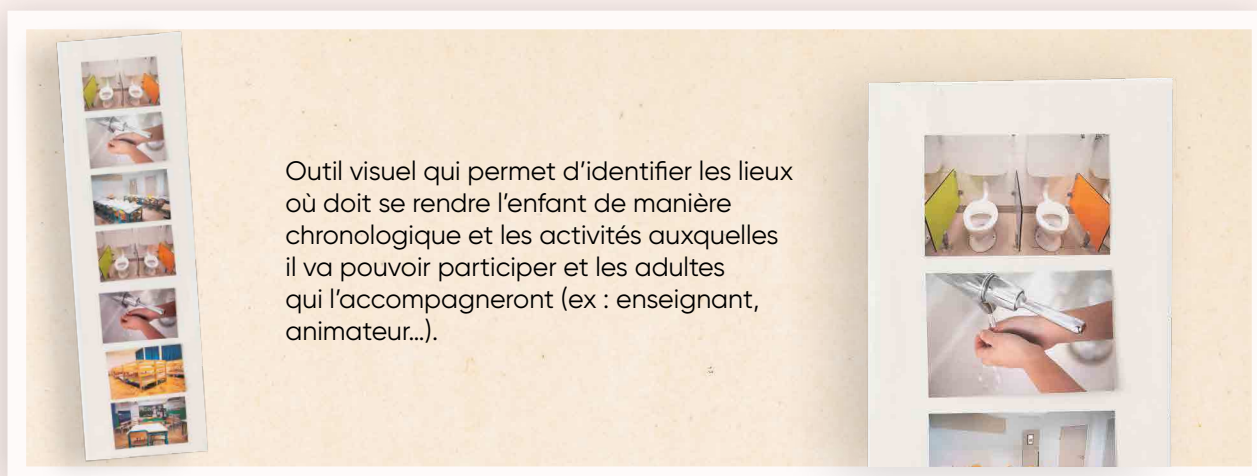 Outil visuel qui permet d'identifier les lieux
où doit se rendre l'enfant de manière
chronologique et les activités auxquelles
il va pouvoir participer et les adultes
qui l'accompagneront (ex : enseignant,
animateur…).